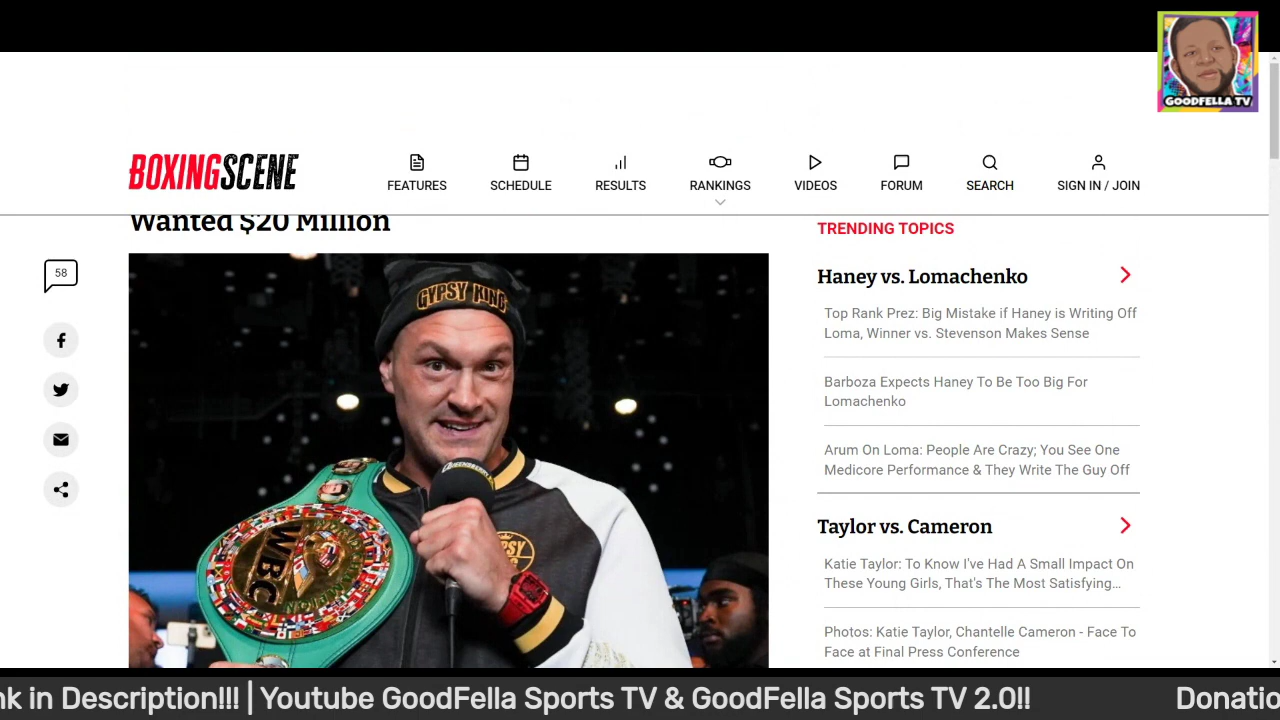 GOODFELLA TV
BOXINGSCENE
FEATURES
SCHEDULE
RESULTS
RANKINGS
VIDEOS
FORUM
SEARCH
SIGN IN / JOIN
Wanted $20 Million
58
GYPSY KING
WBC
TRENDING TOPICS
Haney vs. Lomachenko
Top Rank Prez: Big Mistake if Haney is Writing Off
Loma, Winner vs. Stevenson Makes Sense
Barboza Expects Haney To Be Too Big For
Lomachenko
Arum On Loma: People Are Crazy; You See One
Medicore Performance & They Write The Guy Off
Taylor vs. Cameron
Katie Taylor: To Know I've Had A Small Impact On
These Young Girls, That's The Most Satisfying...
Photos: Katie Taylor, Chantelle Cameron - Face To
Face at Final Press Conference
nk in Description!!! | Youtube GoodFella Sports TV & GoodFella Sports TV 2.0!!
Donatio